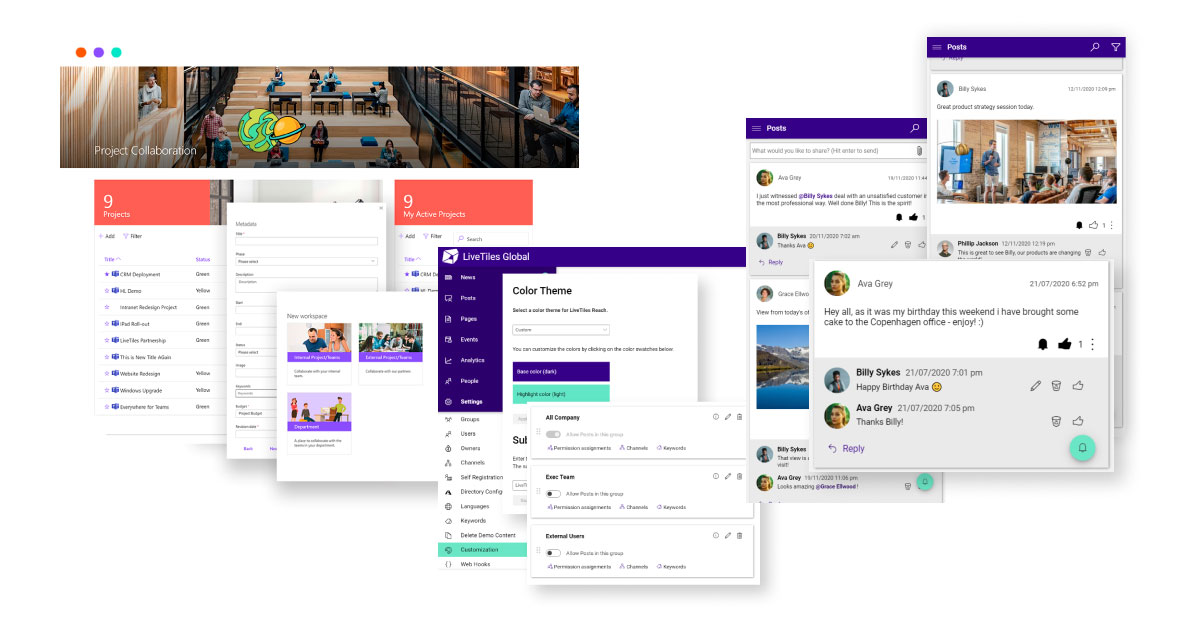 Project Collaboration
9
Projects
+ Add Filter
Title Status
CRM Deployment Green
HL Demo Yellow
Intranet Redesign Project Green
iPad Roll-out Green
LiveTiles Partnership Green
This is New Title Again Green
Website Redesign Yellow
Windows Upgrade Yellow
Everywhere for Teams Green
Metadata
Title *
Phase
Please select
Description
Description
Start
End
Status
Please select
Image
Keywords
Keywords
Budget *
Project Budget
Back
9
My Active Projects
+ Add Filter
Search
Title
CRM
HL Demo
New workspace
Internal Project/Teams
Collaborate with your internal
team.
External Project/Teams
Collaborate with our partners
Department
A place to collaborate with the
teams in your department.
LiveTiles Global
News
Posts
Pages
Events
Analytics
People
Settings
Groups
Users
Owners
Channels
Self Registration
Directory Config
Languages
Keywords
Delete Demo Content
Customization
Web Hooks
Color Theme
Select a color theme for LiveTiles Reach.
Custom
You can customize the colors by clicking on the color swatches below
Base color (dark)
Highlight color (light)
Sub
All Company
Allow Posts in this group
Permission assignments Channels Keywords
Exec Team
Allow Posts in this group
Permission assignments Channels Keywords
External Users
Allow Posts in this group
Permission assignments Channels Keywords
Posts
What would you like to share? (Hit enter to send)
Ava Grey 19/11/2020 11:44
I just witnessed @Billy Sykes deal with an unsatisfied customer in
the most professional way. Well done Billy! This is the spirit!
1
Billy Sykes 20/11/2020 7:02 am
Thanks Ava
Reply
Grace Ellwo
View from today's of
Billy Sykes
That view is
visit!
Ava Grey 19/11/2020 11:06 pm
Looks amazing @Grace Ellwood !
Posts
Reply
Billy Sykes 12/11/2020 12:09 pm
Great product strategy session today.
1
Phillip Jackson 12/11/2020 12:19 pm
This is great to see Billy, our products are changing
Ava Grey 21/07/2020 6:52 pm
Hey all, as it was my birthday this weekend i have brought some
cake to the Copenhagen office - enjoy! :)
1
Billy Sykes 21/07/2020 7:01 pm
Happy Birthday Ava
Ava Grey 21/07/2020 7:05 pm
Thanks Billy!
Reply